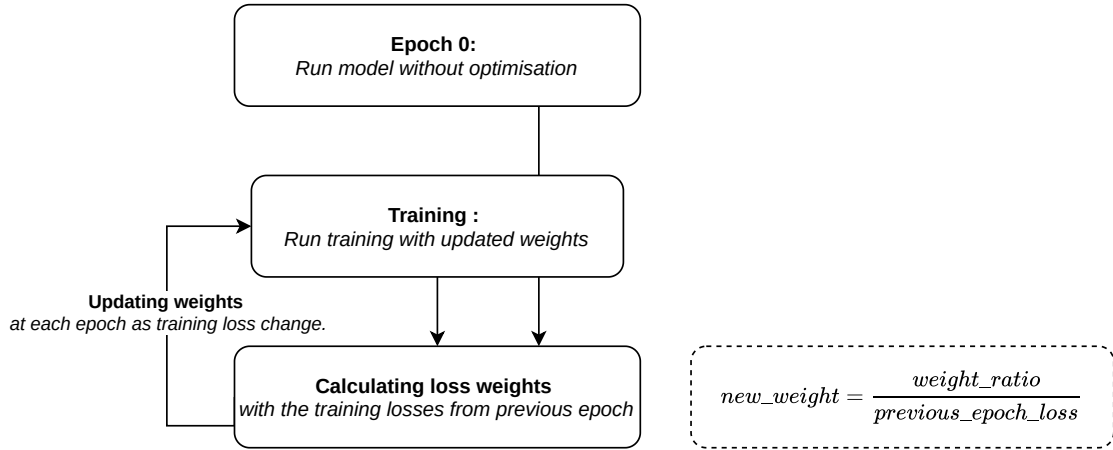 Epoch 0:
Run model without optimisation
Training :
Run training with updated weights
Updating weights
at each epoch as training loss change.
Calculating loss weights
with the training losses from previous epoch
new_weight = weight_ratio / previous_epoch_loss